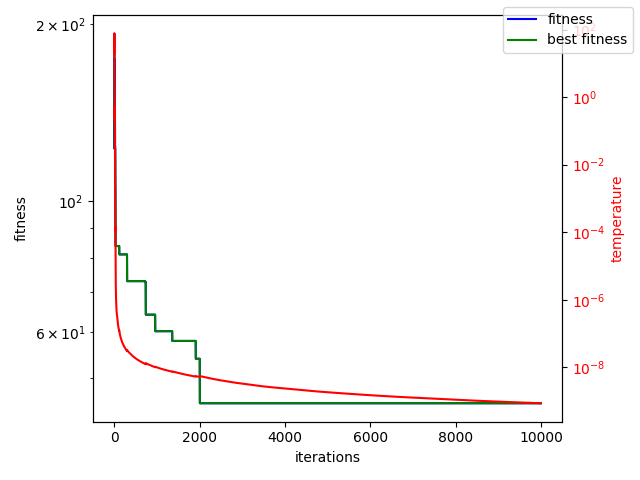 fitness
best fitness
2 × 10²
10²
6 × 10¹
fitness
10²
10⁰
10⁻²
10⁻⁴
10⁻⁶
10⁻⁸
temperature
0
2000
4000
6000
8000
10000
iterations